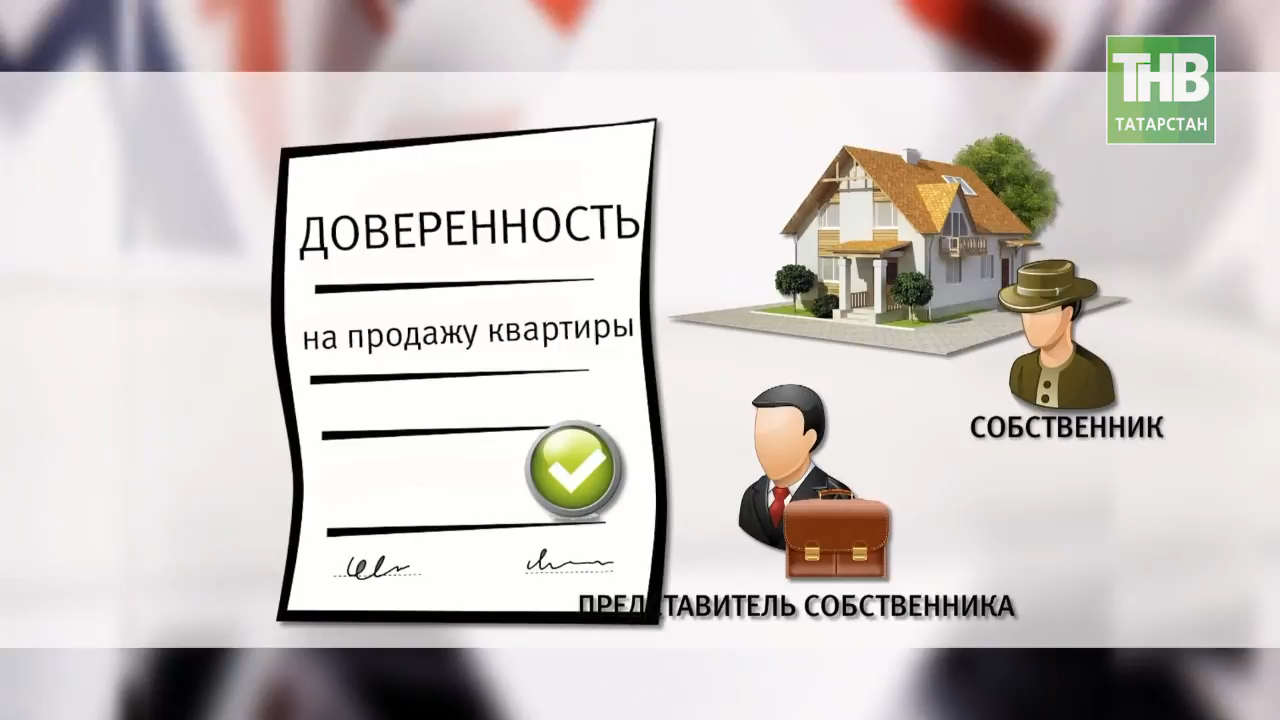 ТНВ
ТАТАРСТАН
ДОВЕРЕННОСТЬ
на продажу квартиры
СОБСТВЕННИК
ПРЕДСТАВИТЕЛЬ СОБСТВЕННИКА